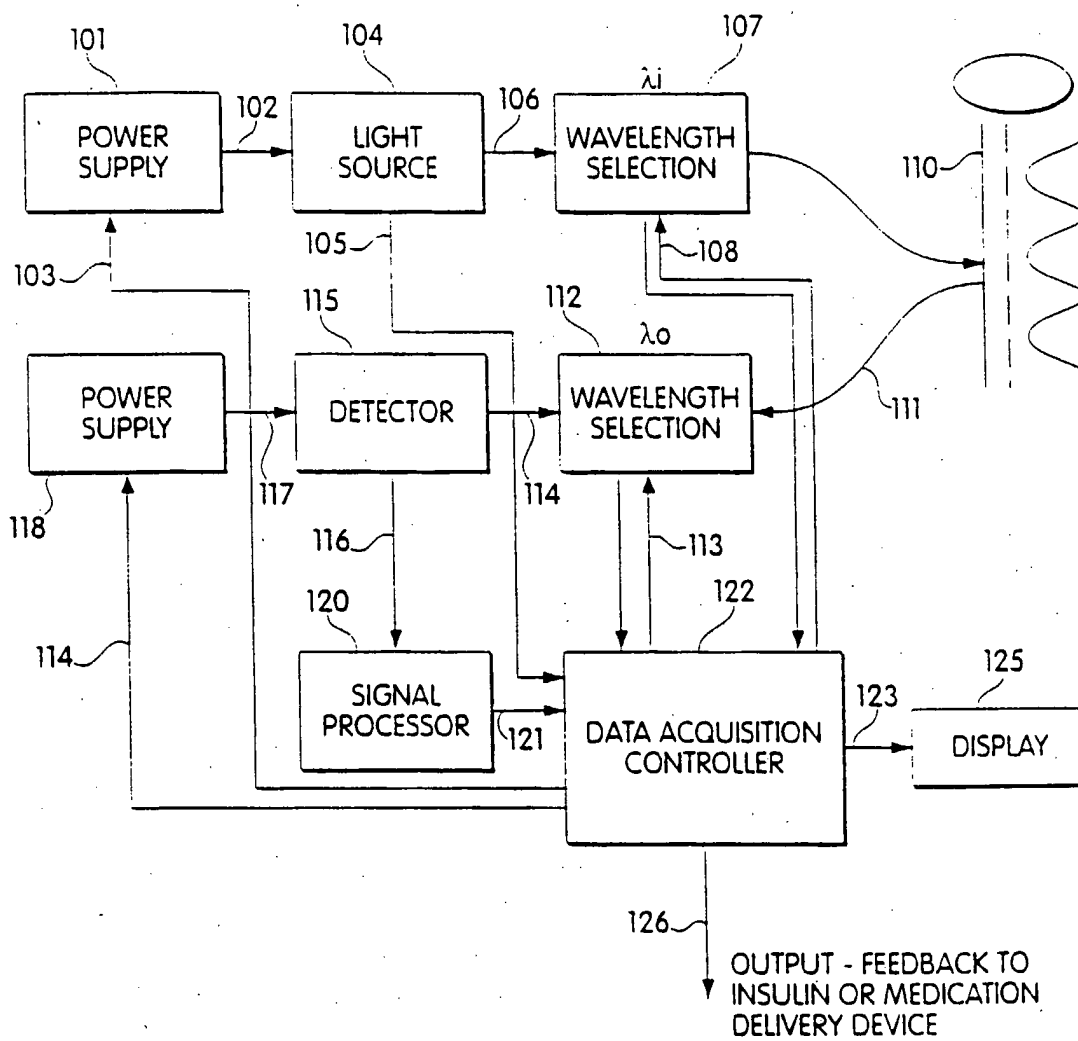 101
104
107
102
106
λi
POWER
SUPPLY
LIGHT
SOURCE
WAVELENGTH
SELECTION
110
103
105
108
115
112
λo
POWER
SUPPLY
DETECTOR
WAVELENGTH
SELECTION
111
118
117
114
116
113
120
122
114
SIGNAL
PROCESSOR
121
DATA ACQUISITION
CONTROLLER
123
125
DISPLAY
126
OUTPUT - FEEDBACK TO
INSULIN OR MEDICATION
DELIVERY DEVICE